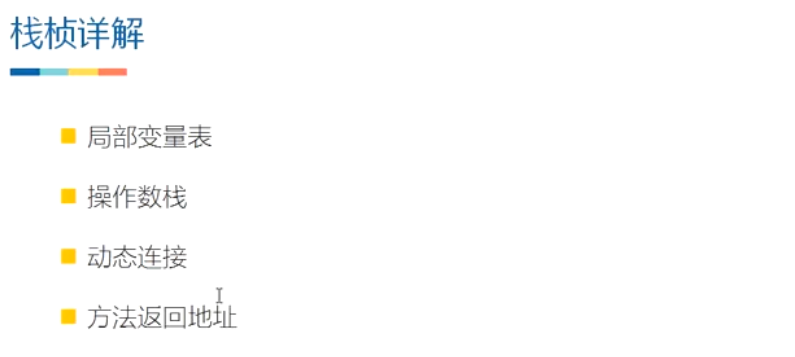 栈桢详解
局部变量表
操作数栈
动态连接
方法返回地址